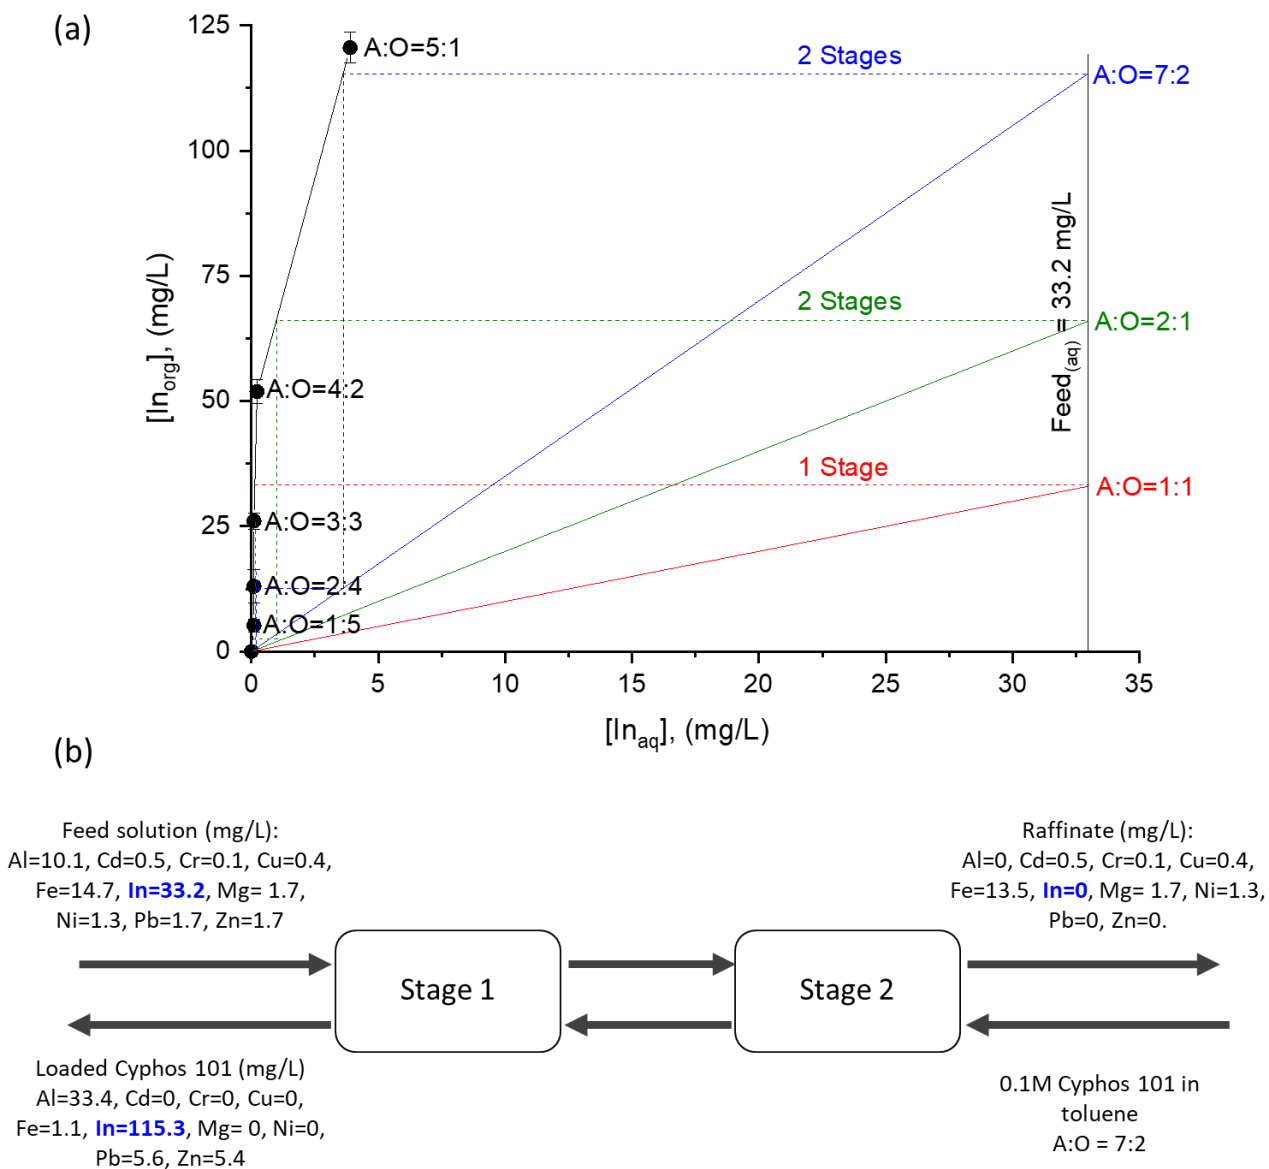 (a)
125
100
75
50
25
0
[In_org], (mg/L)
A:O=5:1
2 Stages
A:O=7:2
2 Stages
A:O=2:1
1 Stage
A:O=1:1
A:O=4:2
A:O=3:3
A:O=2:4
A:O=1:5
Feed(aq) = 33.2 mg/L
0 5 10 15 20 25 30 35
[In_aq], (mg/L)
(b)
Feed solution (mg/L):
Al=10.1, Cd=0.5, Cr=0.1, Cu=0.4,
Fe=14.7, In=33.2, Mg= 1.7,
Ni=1.3, Pb=1.7, Zn=1.7
Raffinate (mg/L):
Al=0, Cd=0.5, Cr=0.1, Cu=0.4,
Fe=13.5, In=0, Mg= 1.7, Ni=1.3,
Pb=0, Zn=0.
Stage 1
Stage 2
Loaded Cyphos 101 (mg/L)
Al=33.4, Cd=0, Cr=0, Cu=0,
Fe=1.1, In=115.3, Mg= 0, Ni=0,
Pb=5.6, Zn=5.4
0.1M Cyphos 101 in
toluene
A:O = 7:2